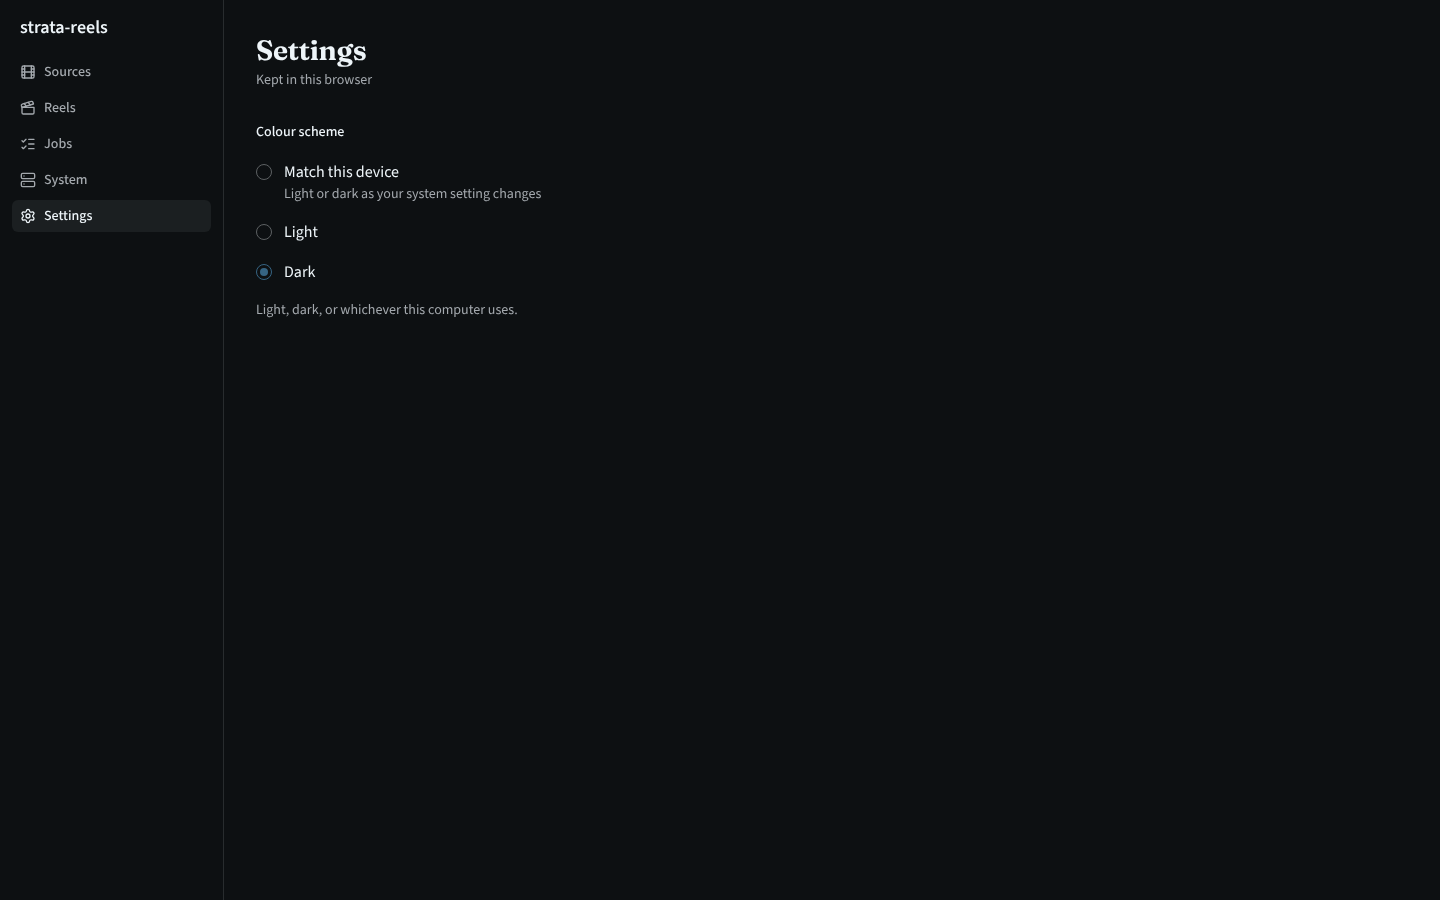 strata-reels
Sources
Reels
Jobs
System
Settings
Settings
Kept in this browser
Colour scheme
Match this device
Light or dark as your system setting changes
Light
Dark
Light, dark, or whichever this computer uses.